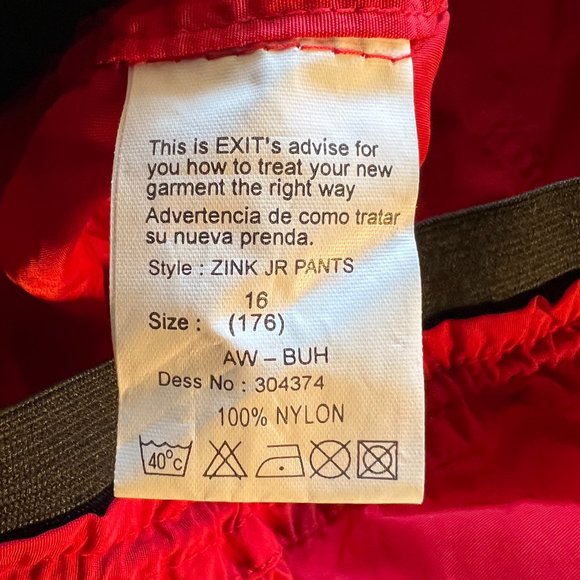 This is EXIT's advise for
you how to treat your new
garment the right way
Advertencia de como tratar
su nueva prenda.
Style : ZINK JR PANTS
16
Size : (176)
AW – BUH
Dess No : 304374
100% NYLON
40°c